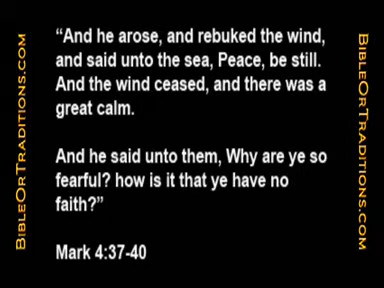 “And he arose, and rebuked the wind,
and said unto the sea, Peace, be still.
And the wind ceased, and there was a
great calm.
And he said unto them, Why are ye so
fearful? how is it that ye have no
faith?”
Mark 4:37-40
BibleOrTraditions.com
BibleOrTraditions.com